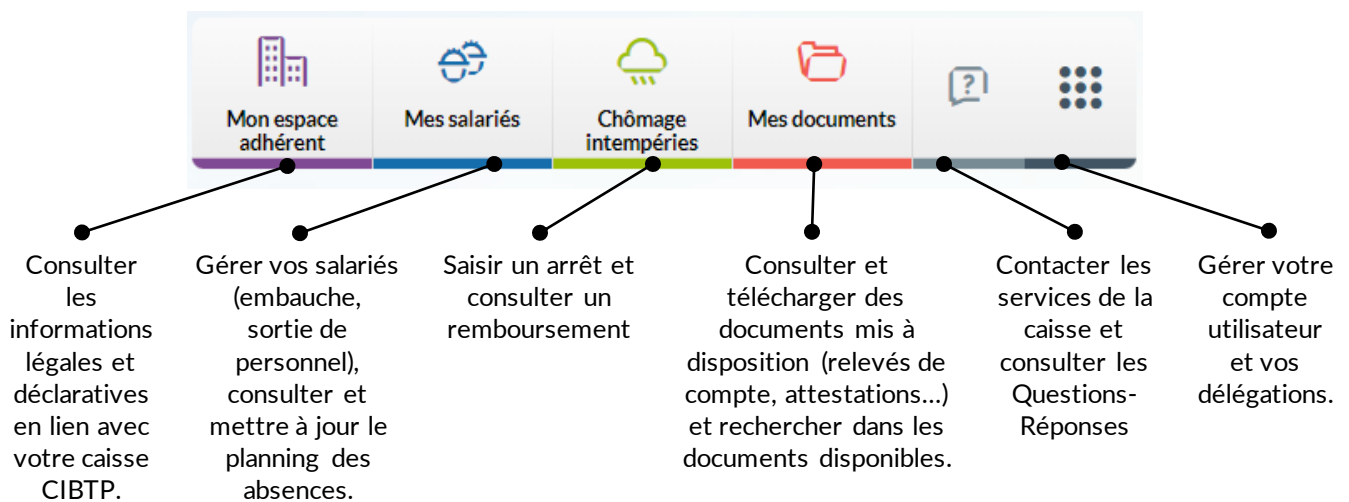 Mon espace
adhérent
Mes salariés
Chômage
intempéries
Mes documents
?
Consulter
les
informations
légales et
déclaratives
en lien avec
votre caisse
CIBTP.
Gérer vos salariés
(embauche,
sortie de
personnel),
consulter et
mettre à jour le
planning des
absences.
Saisir un arrêt et
consulter un
remboursement
Consulter et
télécharger des
documents mis à
disposition (relevés de
compte, attestations...)
et rechercher dans les
documents disponibles.
Contacter les
services de la
caisse et
consulter les
Questions-
Réponses
Gérer votre
compte
utilisateur
et vos
délégations.